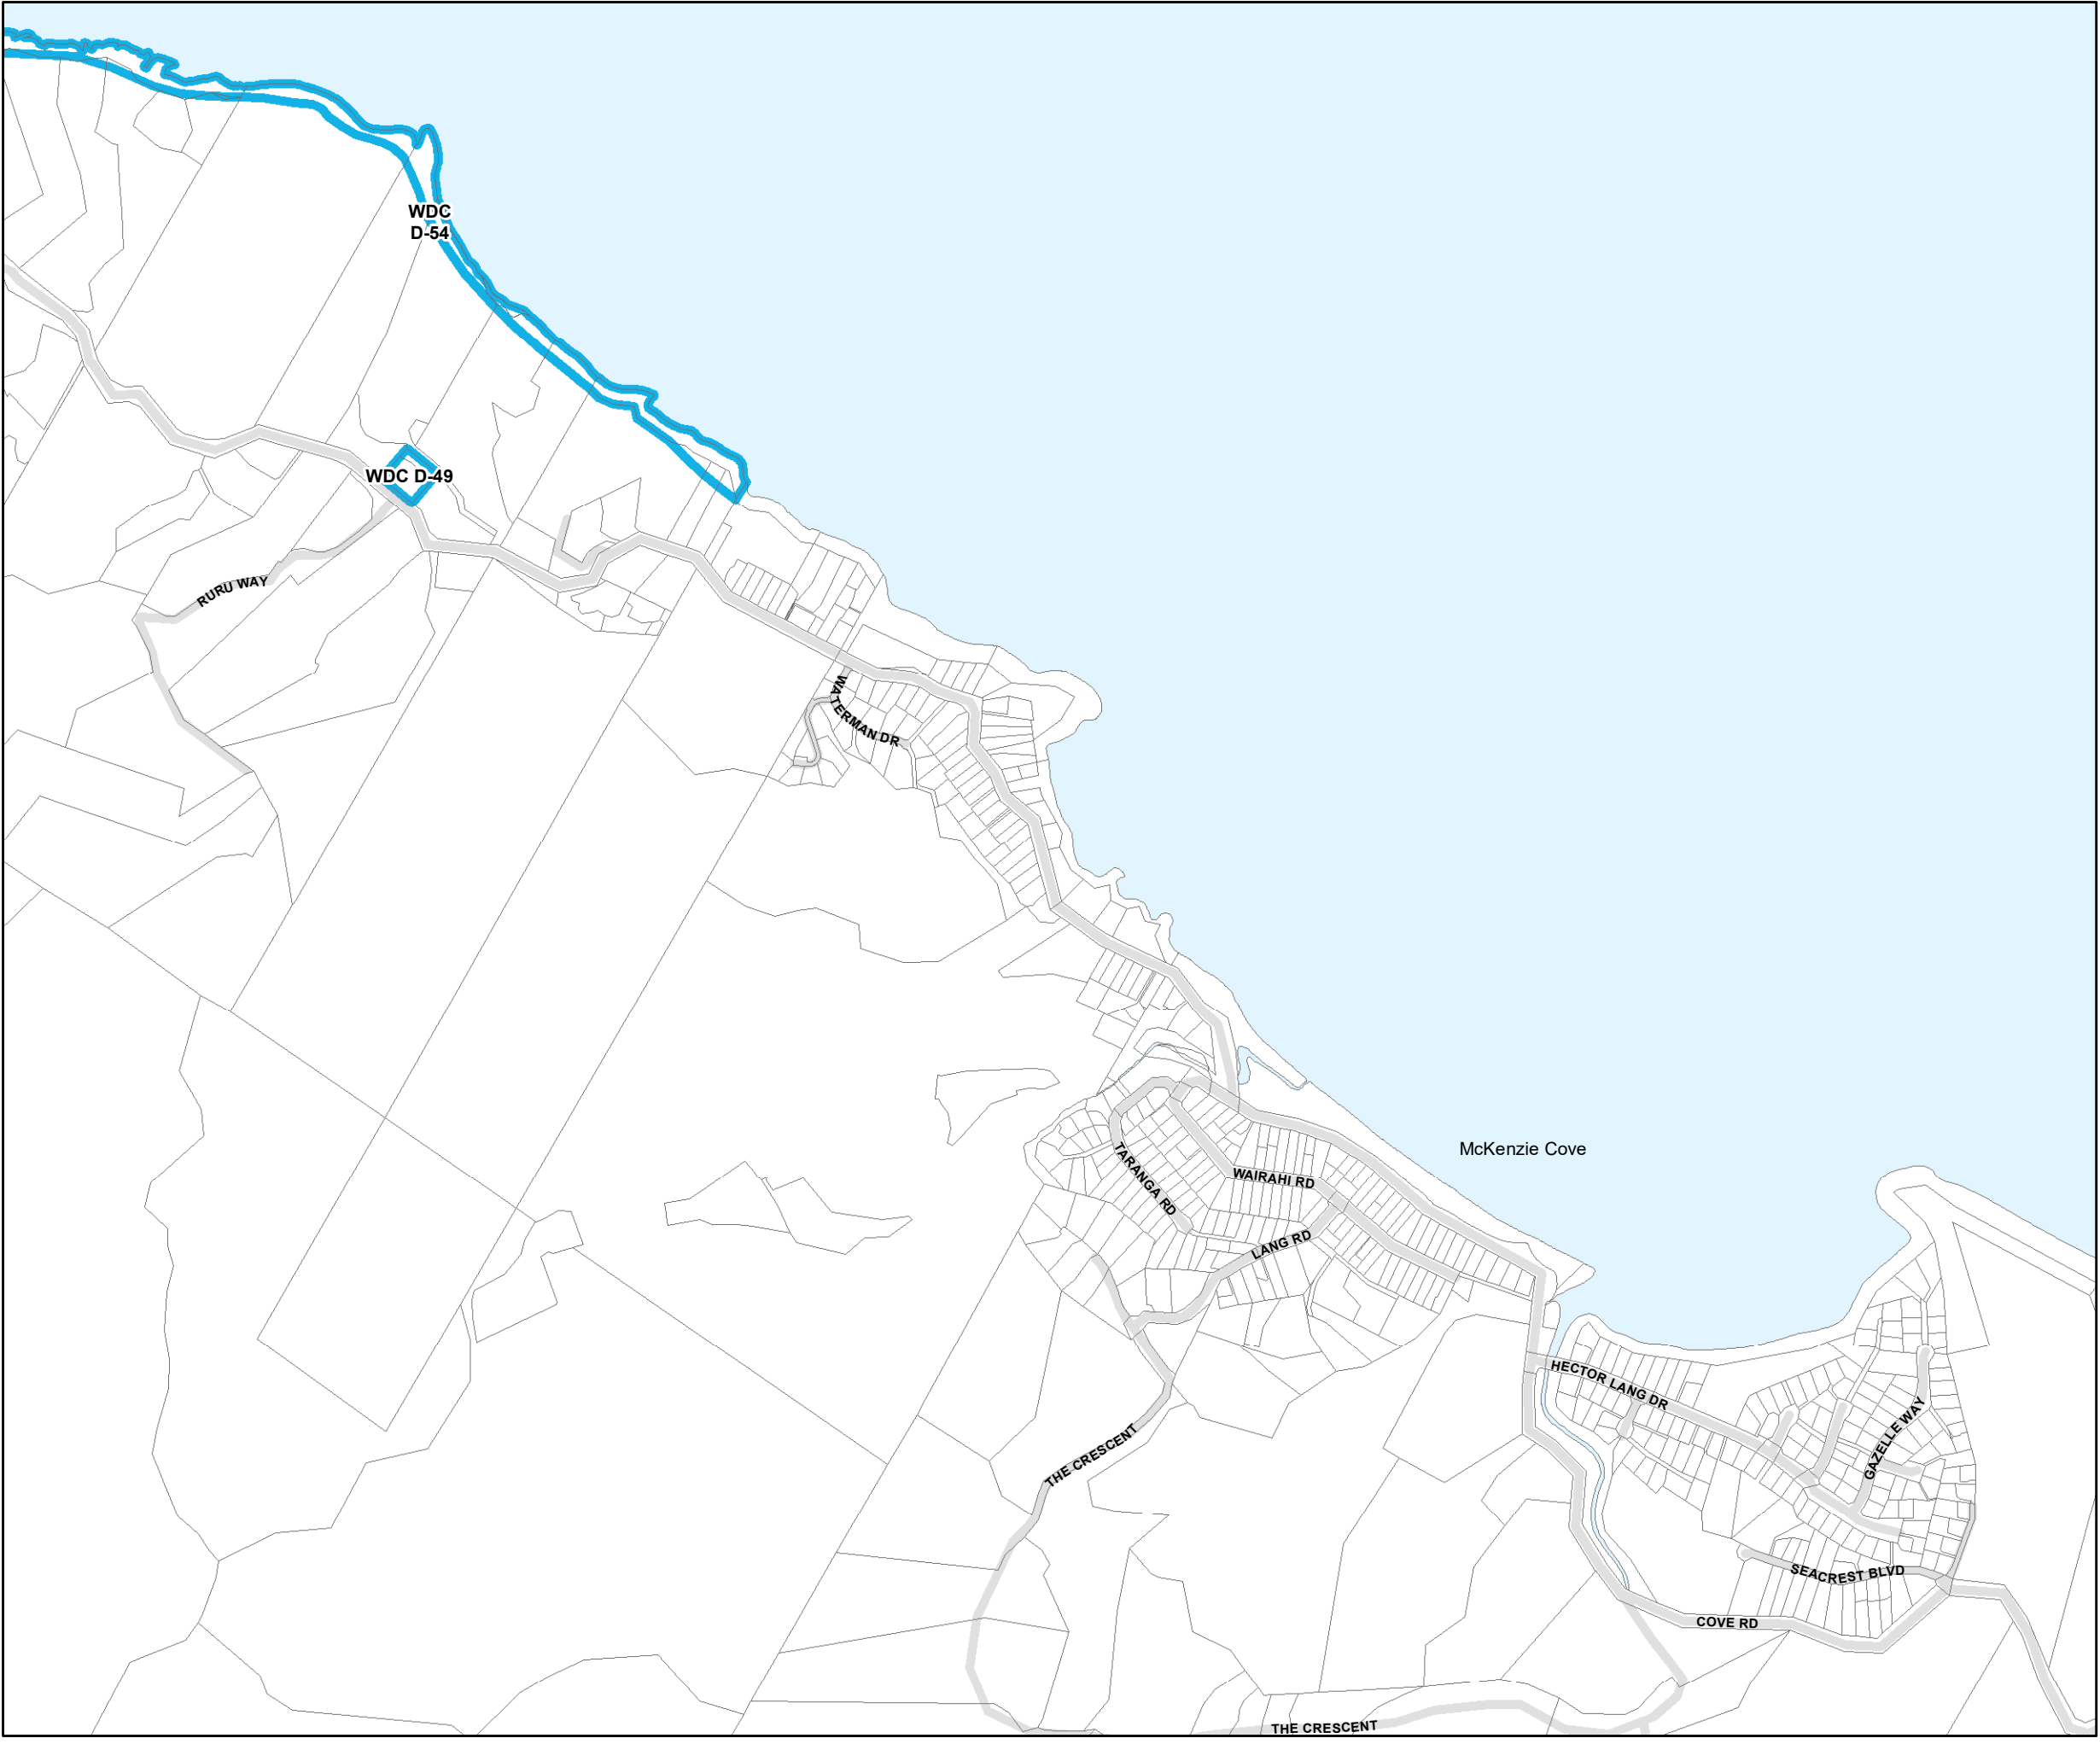 WDC
D-54
WDC D-49
RURU WAY
WATERMAN DR
McKenzie Cove
TARANGA RD
WAIRAHI RD
LANG RD
HECTOR LANG DR
GAZELLE WAY
THE CRESCENT
SEACREST BLVD
COVE RD
THE CRESCENT